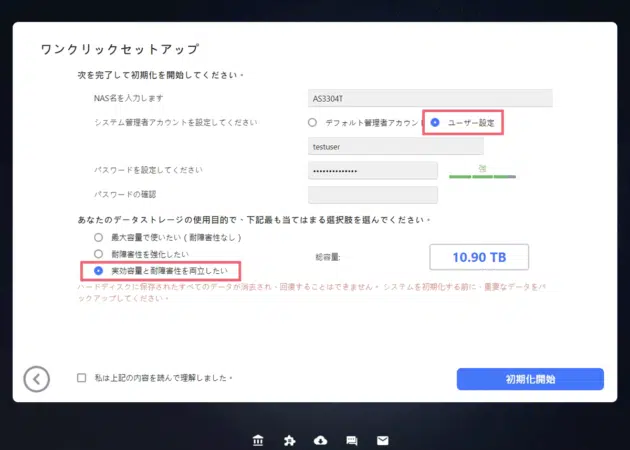 ワンクリックセットアップ
次を完了して初期化を開始してください。
NAS名を入力します
AS3304T
システム管理者アカウントを設定してください
デフォルト管理者アカウント
ユーザー設定
testuser
パスワードを設定してください
••••••••••••••
強
パスワードの確認
あなたのデータストレージの使用目的で、下記最も当てはまる選択肢を選んでください。
最大容量で使いたい ( 耐障害性なし )
耐障害性を強化したい
実効容量と耐障害性を両立したい
総容量:
10.90 TB
ハードディスクに保存されたすべてのデータが消去され、回復することはできません。 システムを初期化する前に、重要なデータをバ
ックアップしてください。
私は上記の内容を読んで理解しました。
初期化開始